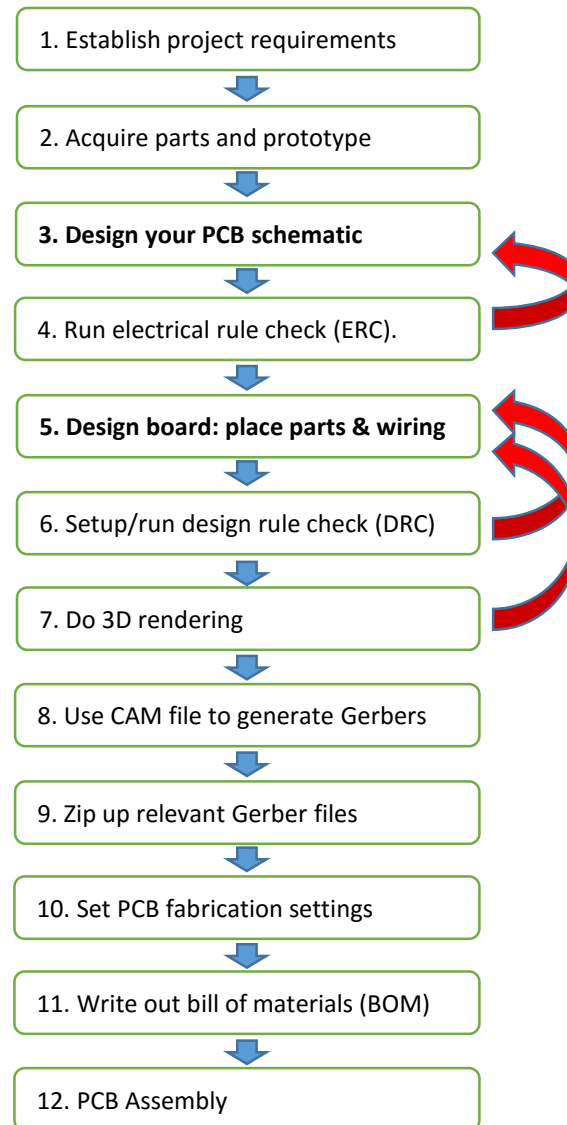 1. Establish project requirements
2. Acquire parts and prototype
3. Design your PCB schematic
4. Run electrical rule check (ERC).
5. Design board: place parts & wiring
6. Setup/run design rule check (DRC)
7. Do 3D rendering
8. Use CAM file to generate Gerbers
9. Zip up relevant Gerber files
10. Set PCB fabrication settings
11. Write out bill of materials (BOM)
12. PCB Assembly